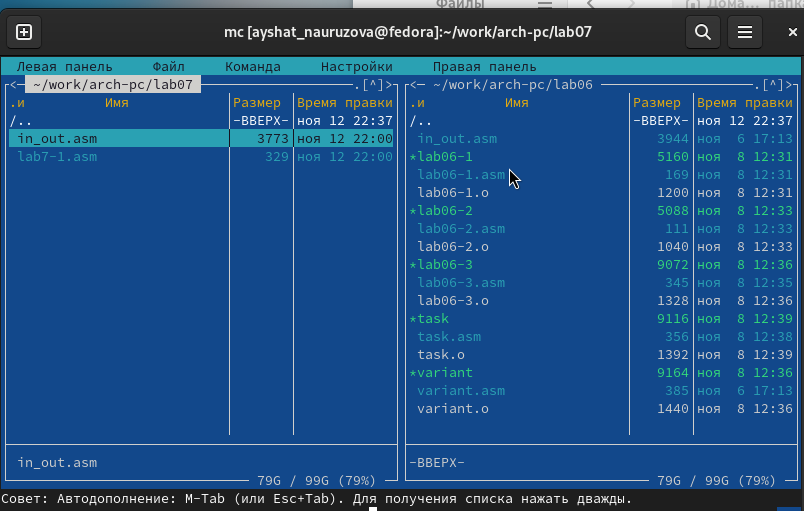 Файлы
Дома... папк
mc [ayshat_nauruzova@fedora]:~/work/arch-pc/lab07
Левая панель Файл Команда Настройки Правая панель
<- ~/work/arch-pc/lab07 .[^]>
.и Имя Размер Время правки
/.. -ВВЕРХ- ноя 12 22:37
in_out.asm 3773 ноя 12 22:00
lab7-1.asm 329 ноя 12 22:00
in_out.asm
79G / 99G (79%)
<- ~/work/arch-pc/lab06 .[^]>
.и Имя Размер Время правки
/.. -ВВЕРХ- ноя 12 22:37
in_out.asm 3944 ноя 6 17:13
*lab06-1 5160 ноя 8 12:31
lab06-1.asm 169 ноя 8 12:31
lab06-1.o 1200 ноя 8 12:31
*lab06-2 5088 ноя 8 12:33
lab06-2.asm 111 ноя 8 12:33
lab06-2.o 1040 ноя 8 12:33
*lab06-3 9072 ноя 8 12:36
lab06-3.asm 345 ноя 8 12:35
lab06-3.o 1328 ноя 8 12:36
*task 9116 ноя 8 12:39
task.asm 356 ноя 8 12:38
task.o 1392 ноя 8 12:39
*variant 9164 ноя 8 12:36
variant.asm 385 ноя 6 17:13
variant.o 1440 ноя 8 12:36
-ВВЕРХ-
79G / 99G (79%)
Совет: Автодополнение: M-Tab (или Esc+Tab). Для получения списка нажать дважды.